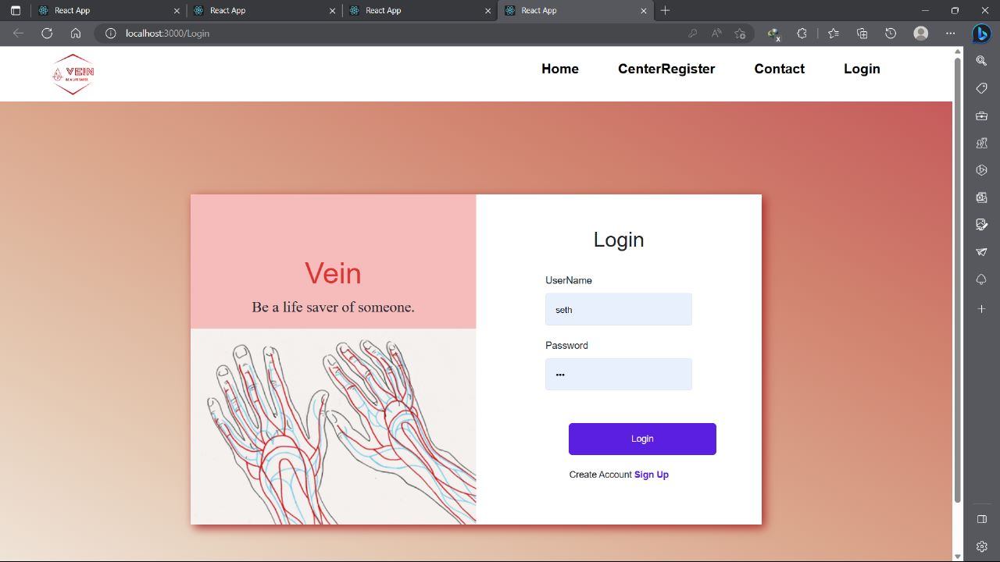 React App
React App
React App
React App
localhost:3000/Login
VEIN
BE A LIFE SAVER
Home
CenterRegister
Contact
Login
Vein
Be a life saver of someone.
Login
UserName
seth
Password
•••
Login
Create Account Sign Up